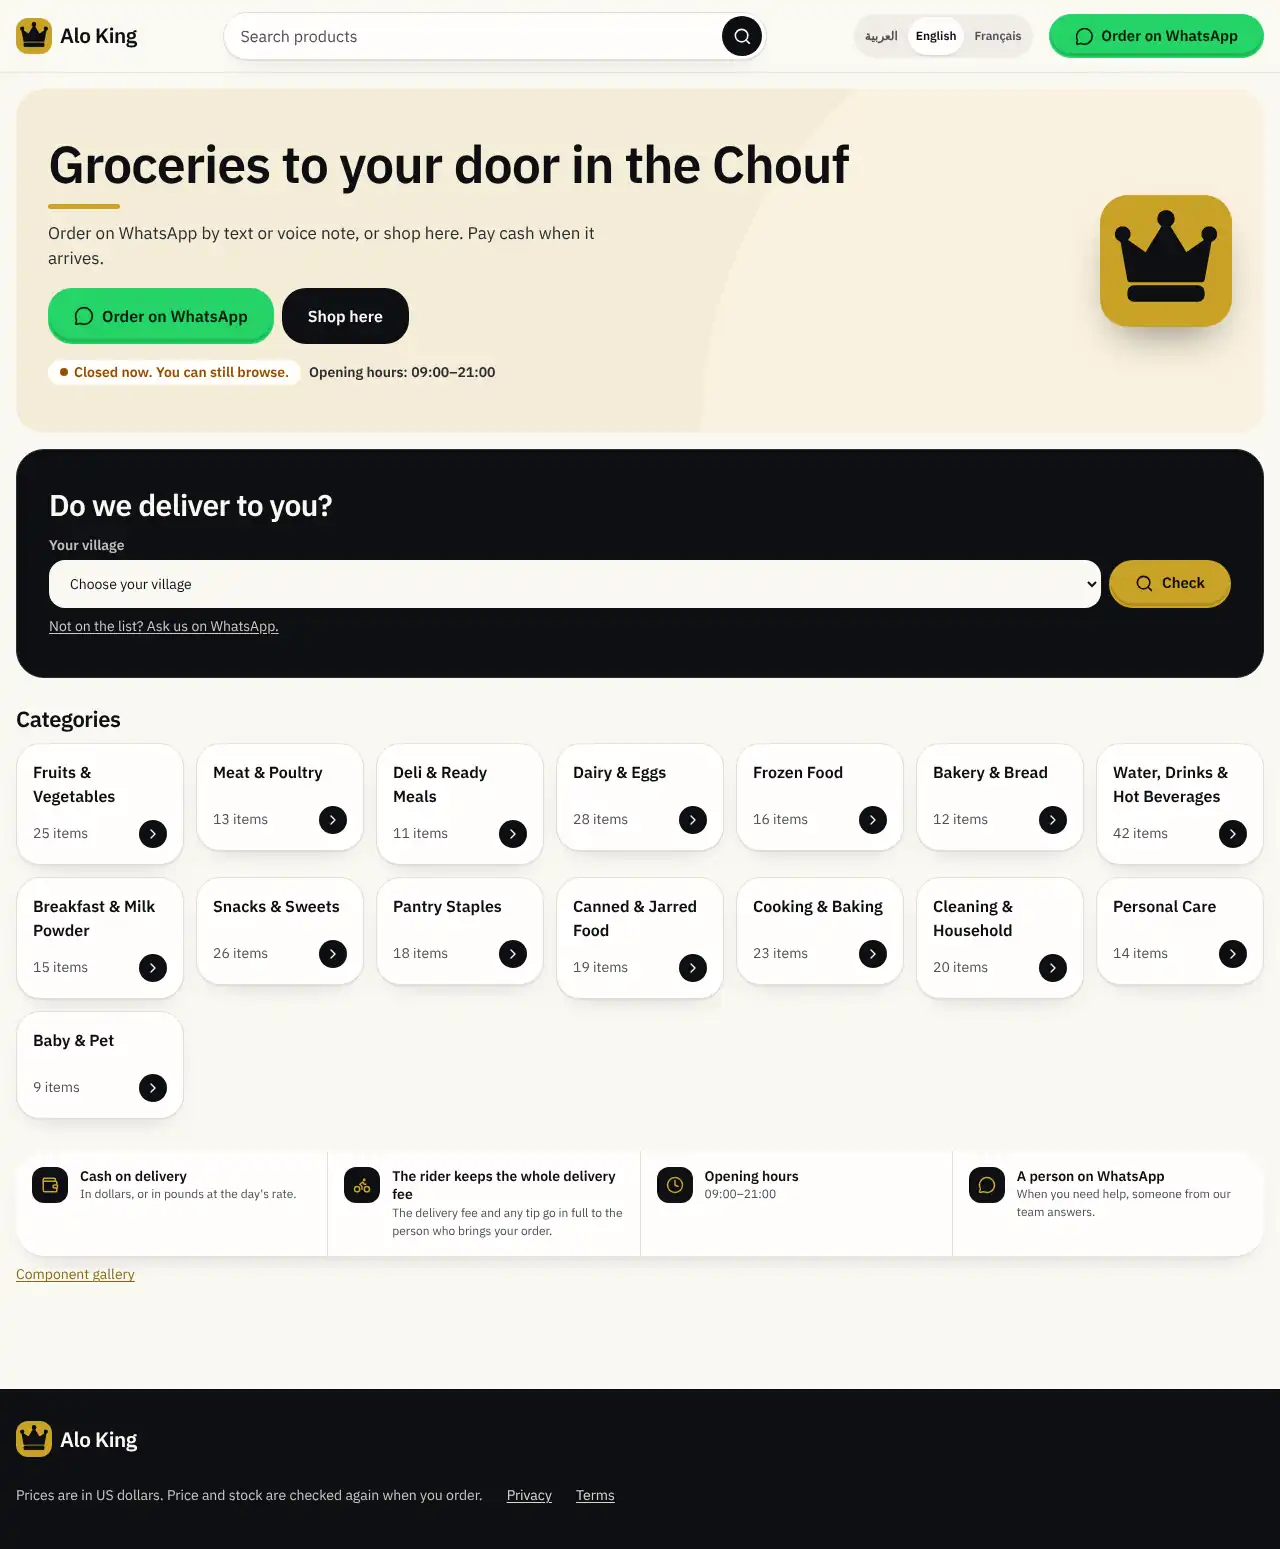 Alo King
Search products
العربية
English
Français
Order on WhatsApp
Groceries to your door in the Chouf
Order on WhatsApp by text or voice note, or shop here. Pay cash when it
arrives.
Order on WhatsApp
Shop here
Closed now. You can still browse.
Opening hours: 09:00–21:00
Do we deliver to you?
Your village
Choose your village
Check
Not on the list? Ask us on WhatsApp.
Categories
Fruits &
Vegetables
25 items
Meat & Poultry
13 items
Deli & Ready
Meals
11 items
Dairy & Eggs
28 items
Frozen Food
16 items
Bakery & Bread
12 items
Water, Drinks &
Hot Beverages
42 items
Breakfast & Milk
Powder
15 items
Snacks & Sweets
26 items
Pantry Staples
18 items
Canned & Jarred
Food
19 items
Cooking & Baking
23 items
Cleaning &
Household
20 items
Personal Care
14 items
Baby & Pet
9 items
Cash on delivery
In dollars, or in pounds at the day's rate.
The rider keeps the whole delivery
fee
The delivery fee and any tip go in full to the
person who brings your order.
Opening hours
09:00–21:00
A person on WhatsApp
When you need help, someone from our
team answers.
Component gallery
Alo King
Prices are in US dollars. Price and stock are checked again when you order.
Privacy
Terms